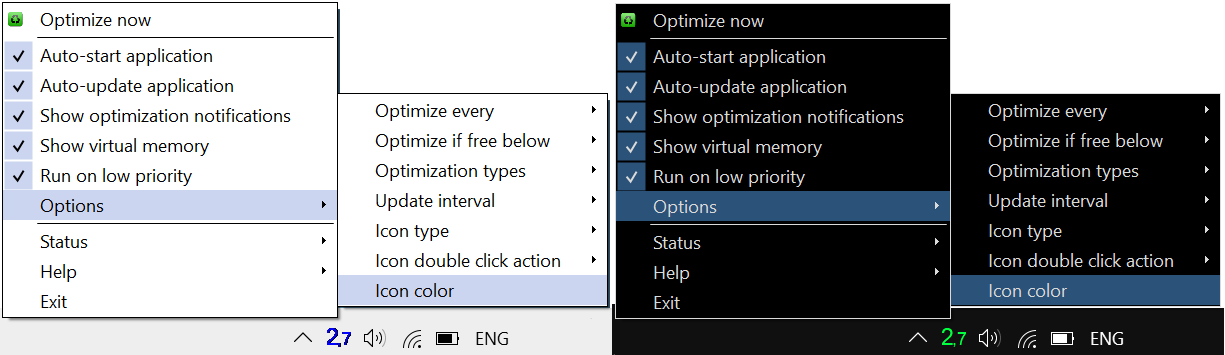 Optimize now
Auto-start application
Auto-update application
Show optimization notifications
Show virtual memory
Run on low priority
Options
Status
Help
Exit
Optimize every
Optimize if free below
Optimization types
Update interval
Icon type
Icon double click action
Icon color
2,7 ENG
Optimize now
Auto-start application
Auto-update application
Show optimization notifications
Show virtual memory
Run on low priority
Options
Status
Help
Exit
Optimize every
Optimize if free below
Optimization types
Update interval
Icon type
Icon double click action
Icon color
2,7 ENG